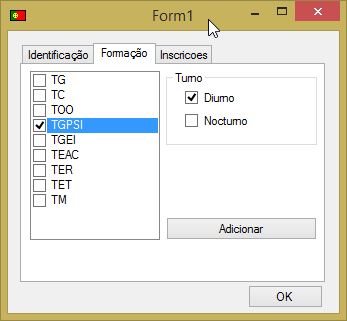 Form1
Identificação Formação Inscricoes
TG
TC
TOO
TGPSI
TGEI
TEAC
TER
TET
TM
Turno
Diurno
Nocturno
Adicionar
OK